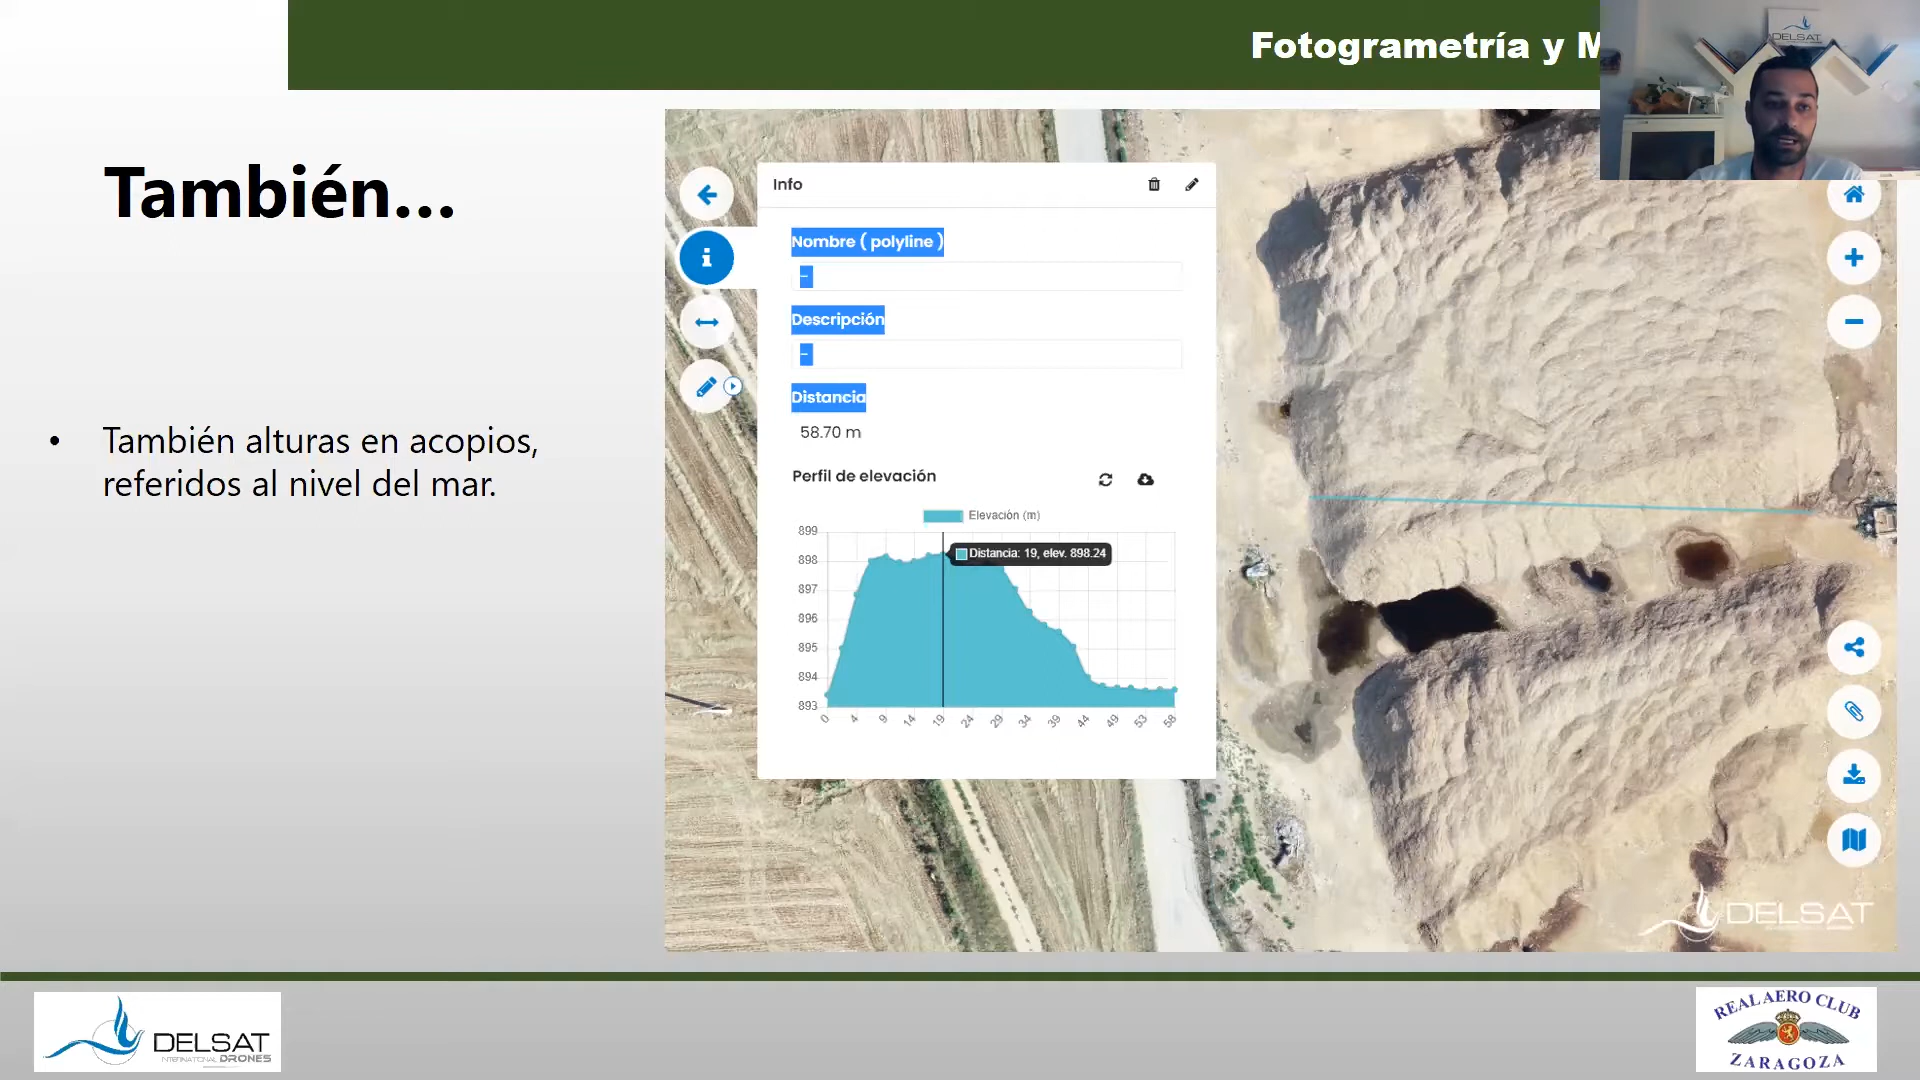 Fotogrametría y M
DELSAT
También...
• También alturas en acopios,
referidos al nivel del mar.
Info
Nombre ( polyline )
-
Descripción
-
Distancia
58.70 m
Perfil de elevación
Elevación (m)
Distancia: 19, elev. 898.24
899
898
897
896
895
894
893
0 4 9 14 19 24 29 34 39 44 49 53 58
DELSAT
DELSAT
INTERNATIONAL DRONES
REAL AERO CLUB
ZARAGOZA